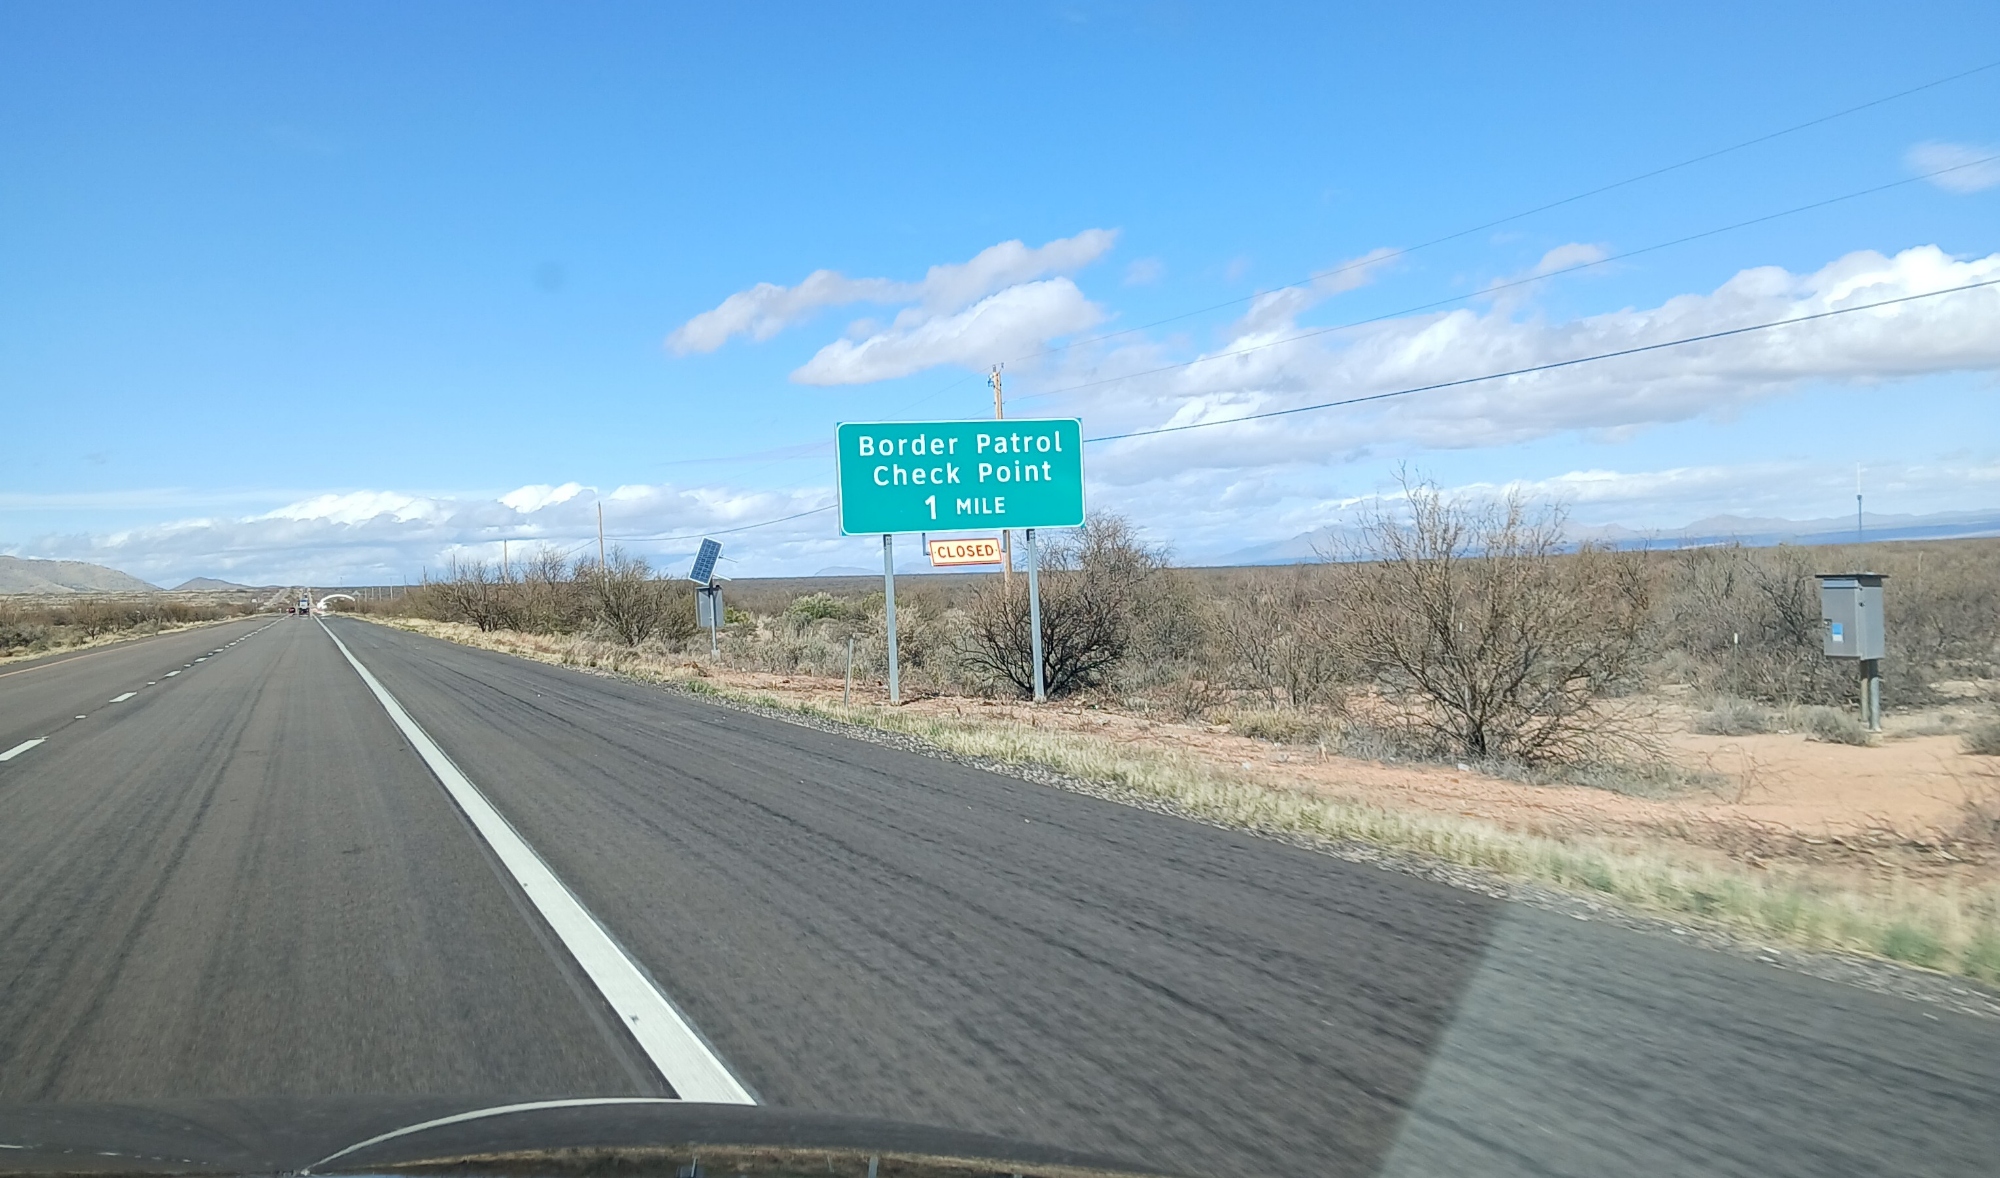 Border Patrol
Check Point
1 MILE
CLOSED